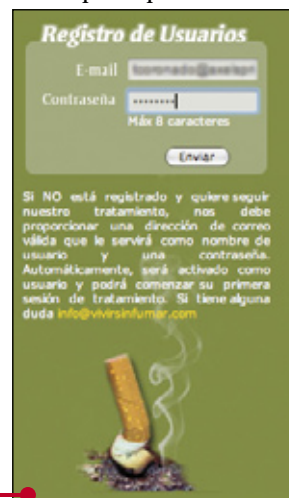 Registro de Usuarios
E-mail
Contraseña ••••••••
Máx 8 caracteres
Enviar
Si NO está registrado y quiere seguir
nuestro tratamiento, nos debe
proporcionar una dirección de correo
válida que le servirá como nombre de
usuario y una contraseña.
Automáticamente, será activado como
usuario y podrá comenzar su primera
sesión de tratamiento. Si tiene alguna
duda info@vivirsinfumar.com